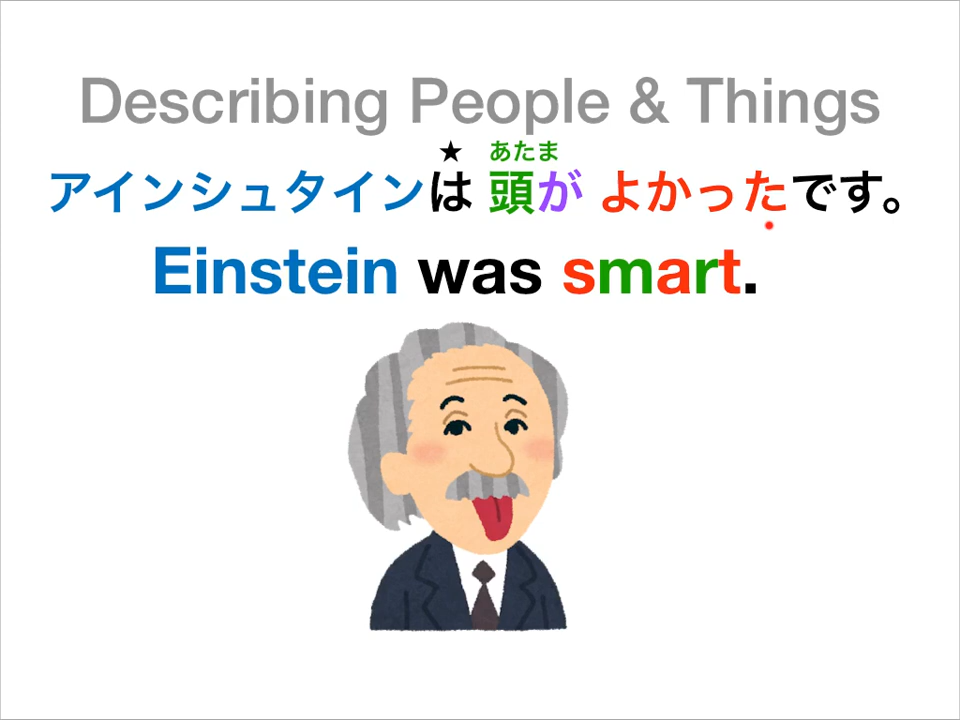 Describing People & Things
★ あたま
アインシュタインは 頭が よかったです。
Einstein was smart.